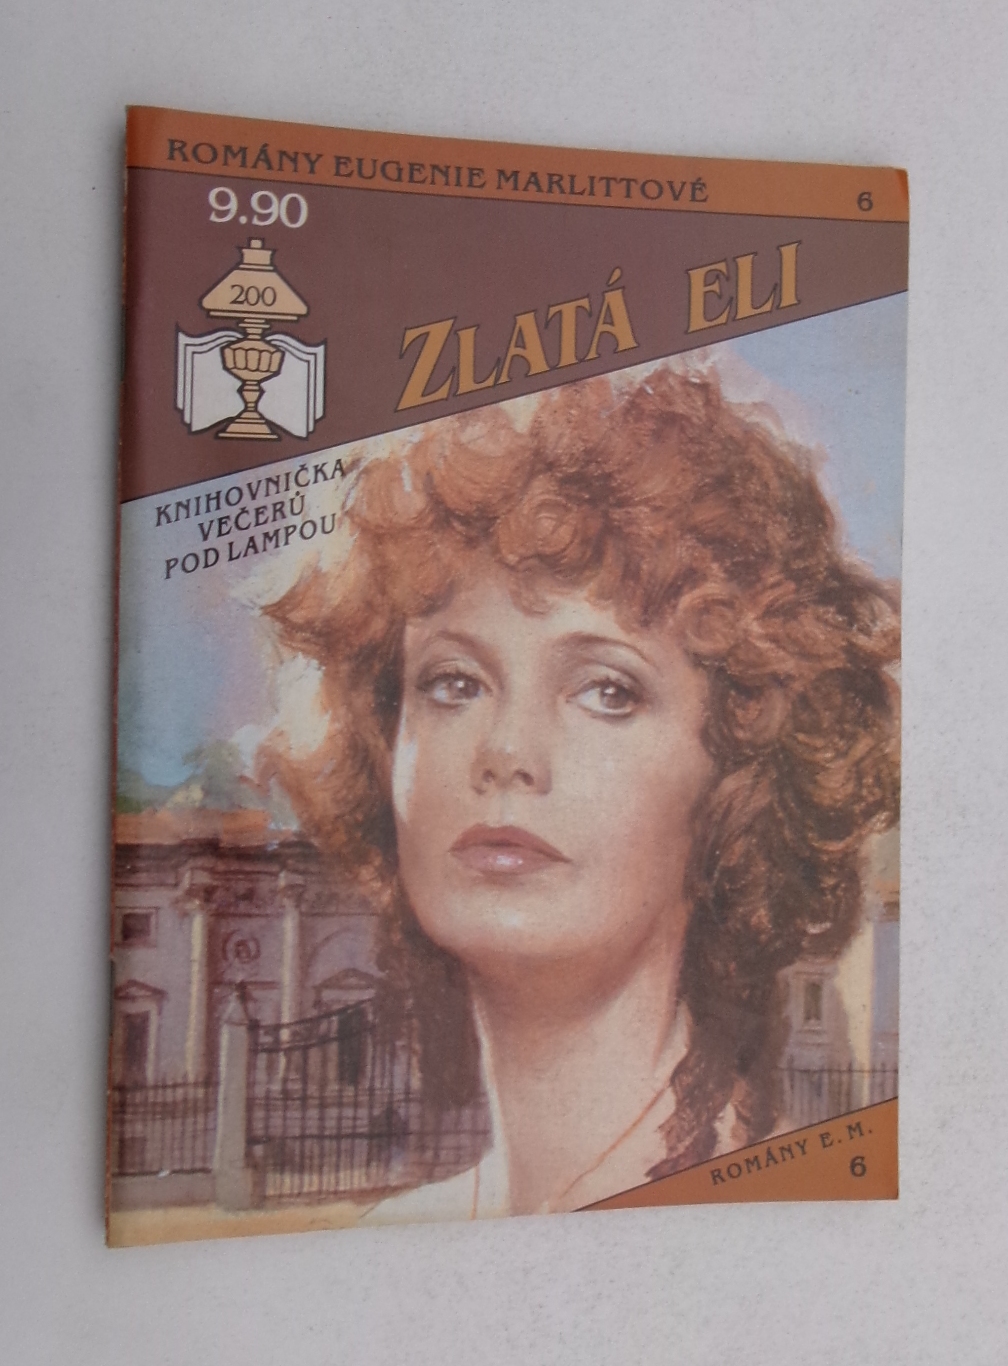 ROMÁNY EUGENIE MARLITTOVÉ
6
9.90
200
ZLATÁ ELI
KNIHOVNIČKA
VEČERŮ
POD LAMPOU
ROMÁNY E. M.
6